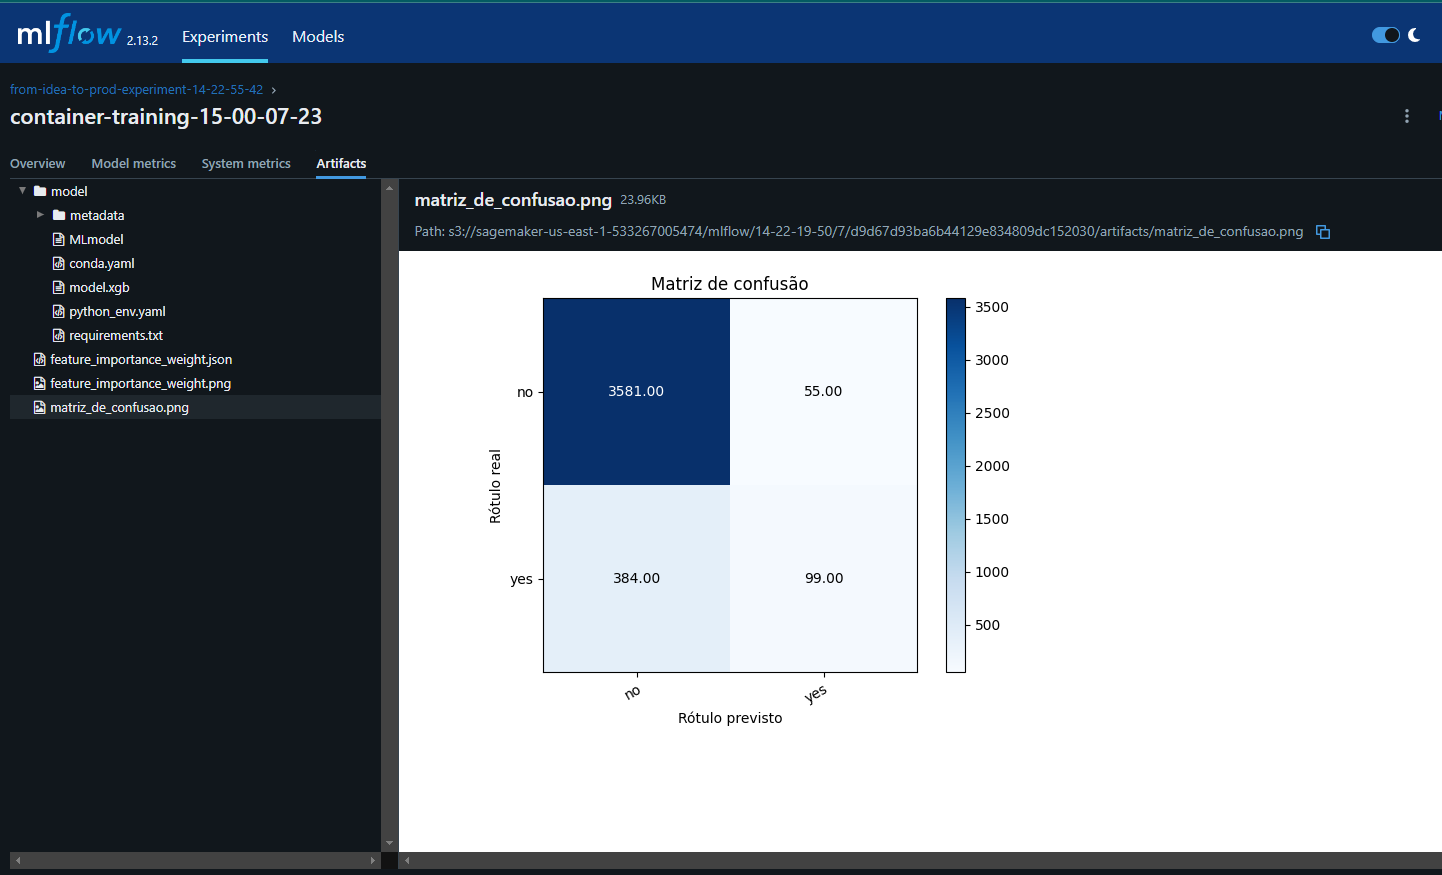 mlflow 2.13.2 Experiments Models
from-idea-to-prod-experiment-14-22-55-42 ›
container-training-15-00-07-23
Overview Model metrics System metrics Artifacts
model
metadata
MLmodel
conda.yaml
model.xgb
python_env.yaml
requirements.txt
feature_importance_weight.json
feature_importance_weight.png
matriz_de_confusao.png
matriz_de_confusao.png 23.96KB
Path: s3://sagemaker-us-east-1-533267005474/mlflow/14-22-19-50/7/d9d67d93ba6b44129e834809dc152030/artifacts/matriz_de_confusao.png
Matriz de confusão
Rótulo real
no
3581.00
55.00
yes
384.00
99.00
no
yes
Rótulo previsto
3500
3000
2500
2000
1500
1000
500